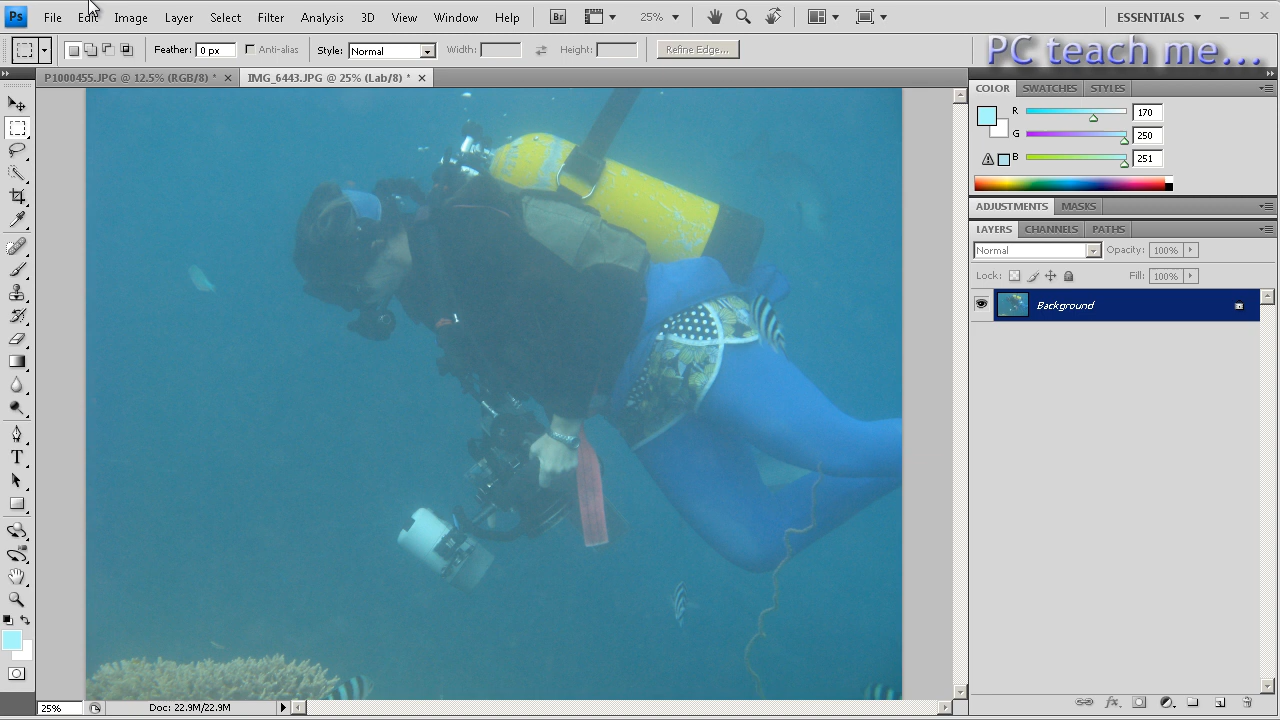 Ps File Edit Image Layer Select Filter Analysis 3D View Window Help Br 25% ESSENTIALS
Feather: 0 px Anti-alias Style: Normal Width: Height: Refine Edge...
PC teach me...
P1000455.JPG @ 12.5% (RGB/8) * IMG_6443.JPG @ 25% (Lab/8) *
COLOR SWATCHES STYLES
R 170
G 250
B 251
ADJUSTMENTS MASKS
LAYERS CHANNELS PATHS
Normal Opacity: 100%
Lock: Fill: 100%
Background
T
25% Doc: 22.9M/22.9M
fx.